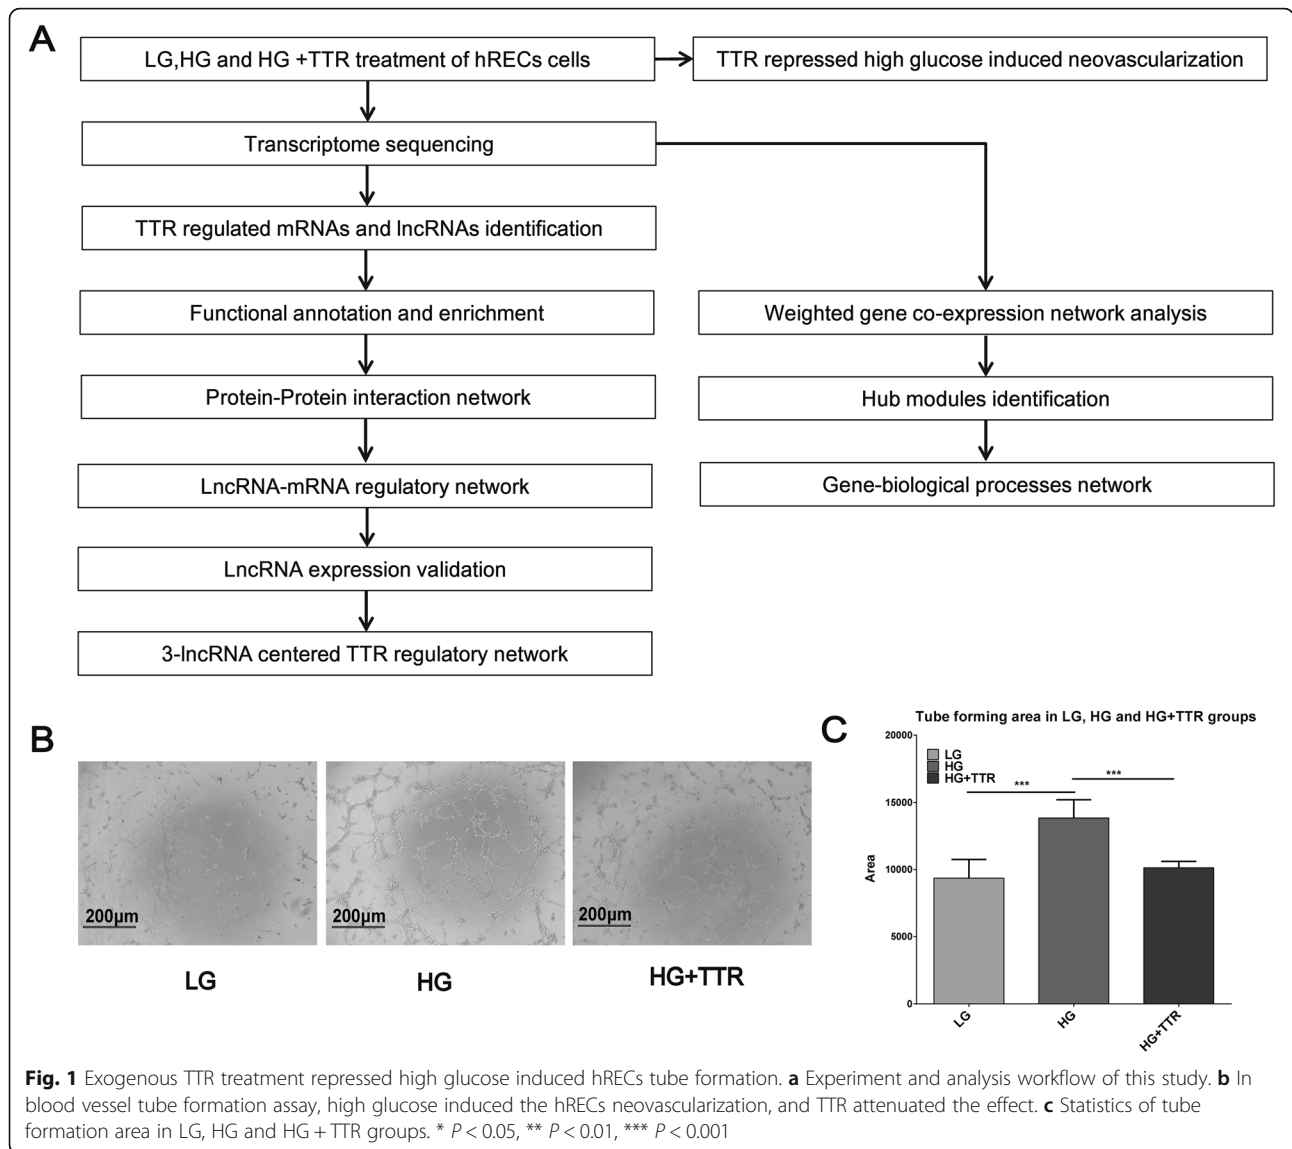 A
LG,HG and HG +TTR treatment of hRECs cells
TTR repressed high glucose induced neovascularization
Transcriptome sequencing
TTR regulated mRNAs and lncRNAs identification
Functional annotation and enrichment
Weighted gene co-expression network analysis
Protein-Protein interaction network
Hub modules identification
LncRNA-mRNA regulatory network
Gene-biological processes network
LncRNA expression validation
3-lncRNA centered TTR regulatory network
B
200μm
200μm
200μm
LG
HG
HG+TTR
C
Tube forming area in LG, HG and HG+TTR groups
LG
HG
HG+TTR
***
***
Area
20000
15000
10000
5000
0
LG
HG
HG+TTR
Fig. 1 Exogenous TTR treatment repressed high glucose induced hRECs tube formation. a Experiment and analysis workflow of this study. b In
blood vessel tube formation assay, high glucose induced the hRECs neovascularization, and TTR attenuated the effect. c Statistics of tube
formation area in LG, HG and HG + TTR groups. * P < 0.05, ** P < 0.01, *** P < 0.001